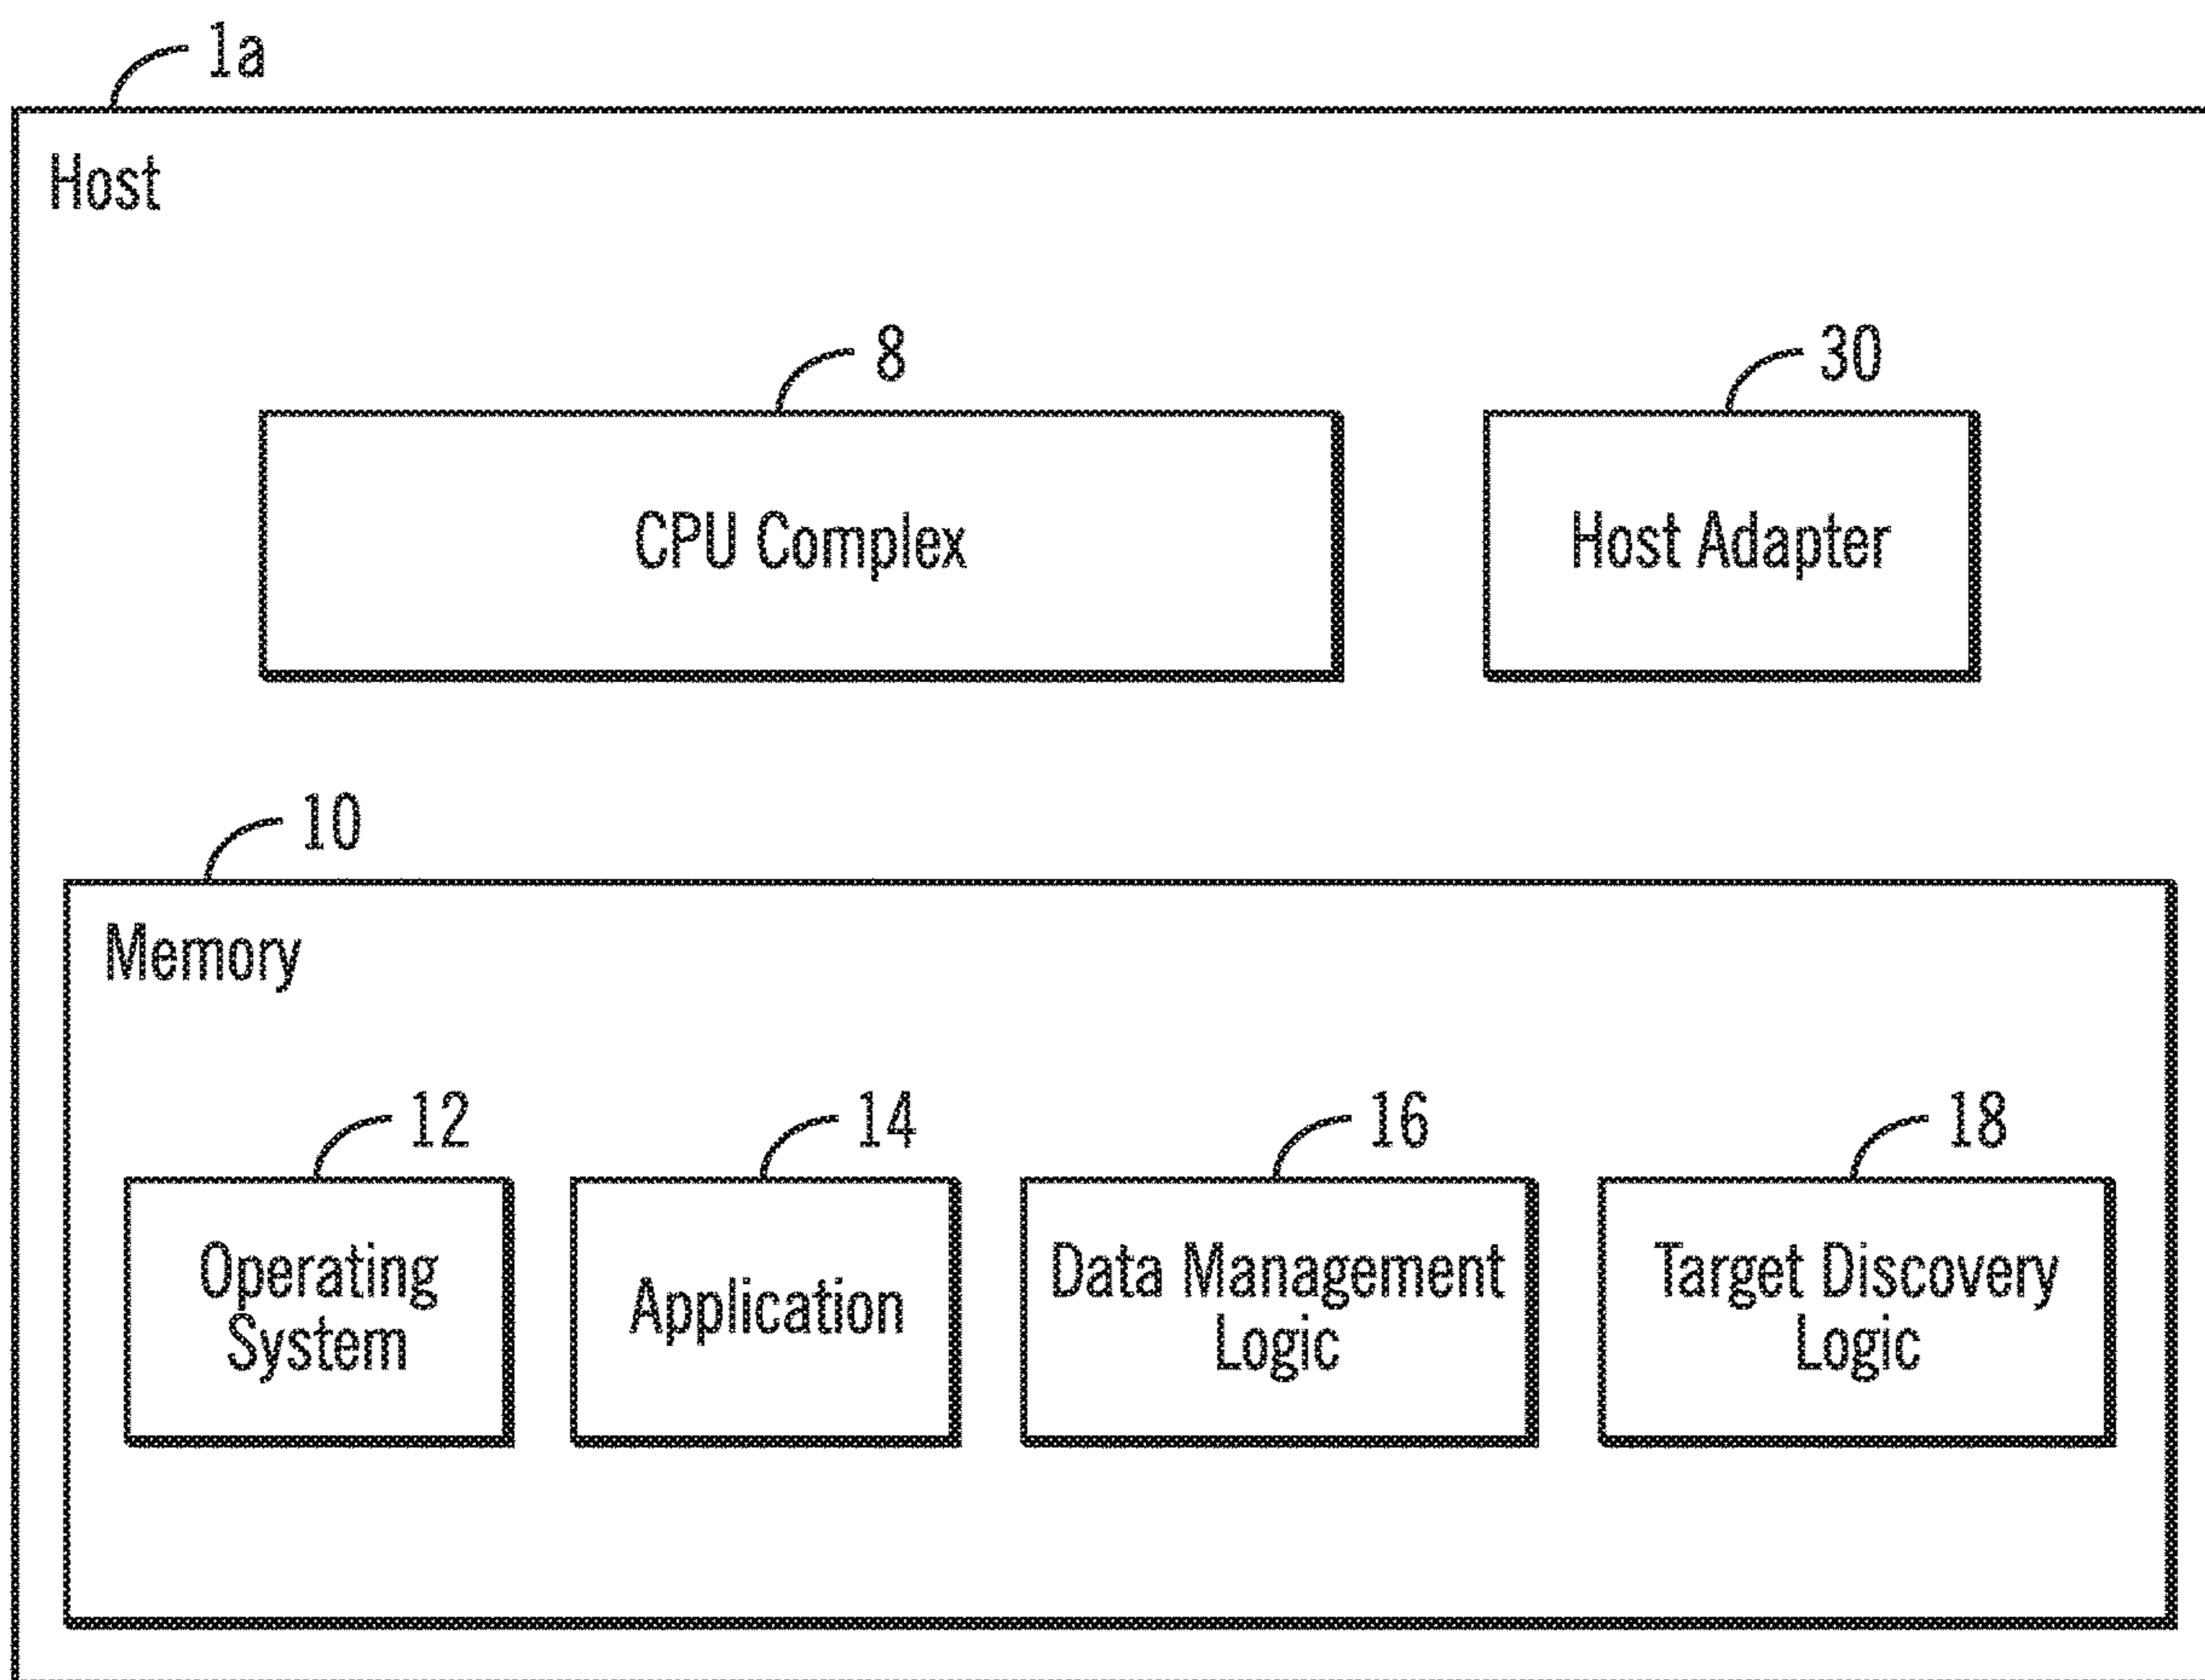 1a
Host
8
30
CPU Complex
Host Adapter
10
Memory
12
14
16
18
Operating
System
Application
Data Management
Logic
Target Discovery
Logic